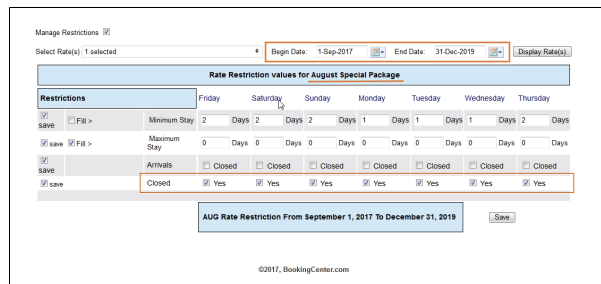 Manage Restrictions
Select Rate(s) 1 selected Begin Date: 1-Sep-2017 End Date: 31-Dec-2019 Display Rate(s)
Rate Restriction values for August Special Package
Restrictions Friday Saturday Sunday Monday Tuesday Wednesday Thursday
save Fill > Minimum Stay 2 Days 2 Days 2 Days 1 Days 1 Days 1 Days 2 Days
save Fill > Maximum Stay 0 Days 0 Days 0 Days 0 Days 0 Days 0 Days 0 Days
save Arrivals Closed Closed Closed Closed Closed Closed Closed
save Closed Yes Yes Yes Yes Yes Yes Yes
AUG Rate Restriction From September 1, 2017 To December 31, 2019 Save
©2017, BookingCenter.com